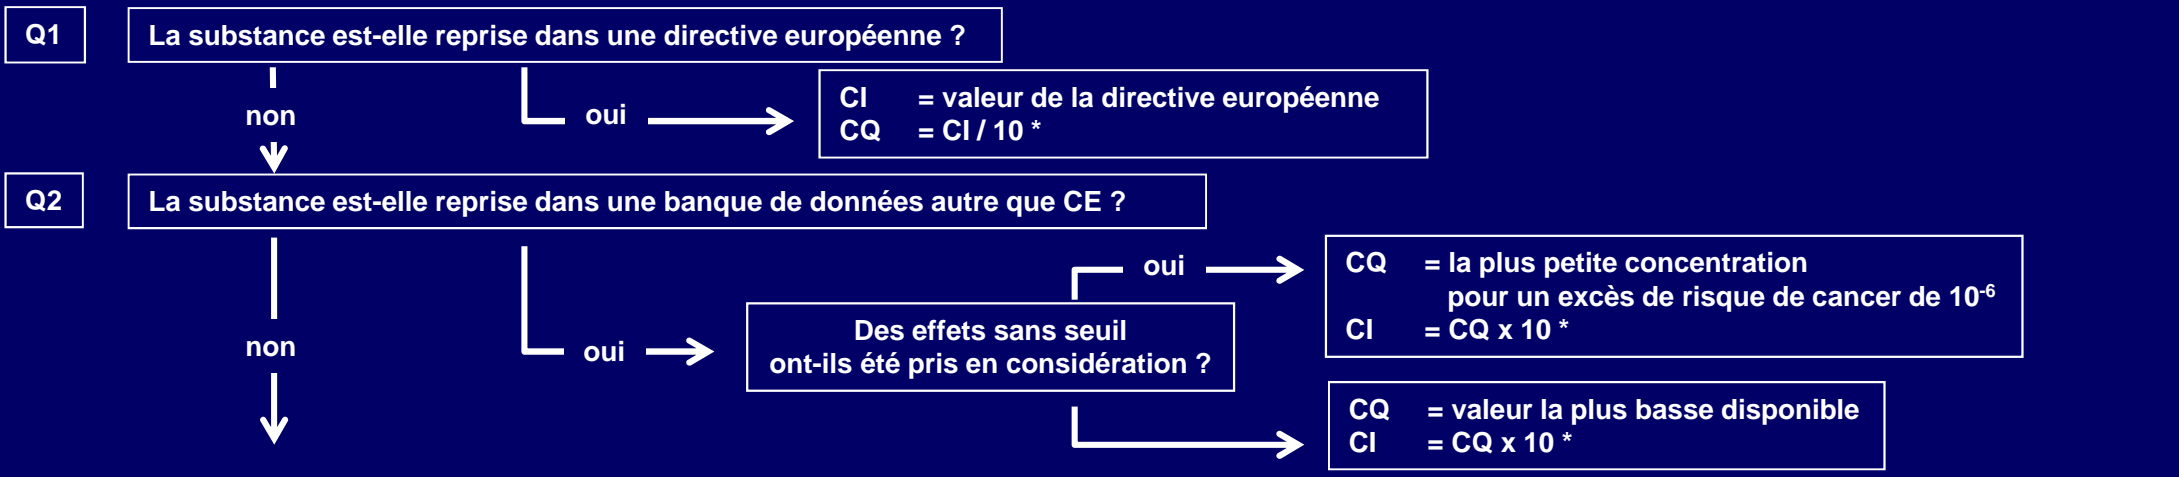 Q1
La substance est-elle reprise dans une directive européenne ?
non
oui
CI = valeur de la directive européenne
CQ = CI / 10 *
Q2
La substance est-elle reprise dans une banque de données autre que CE ?
non
oui
Des effets sans seuil
ont-ils été pris en considération ?
oui
CQ = la plus petite concentration
pour un excès de risque de cancer de 10⁻⁶
CI = CQ x 10 *
CQ = valeur la plus basse disponible
CI = CQ x 10 *